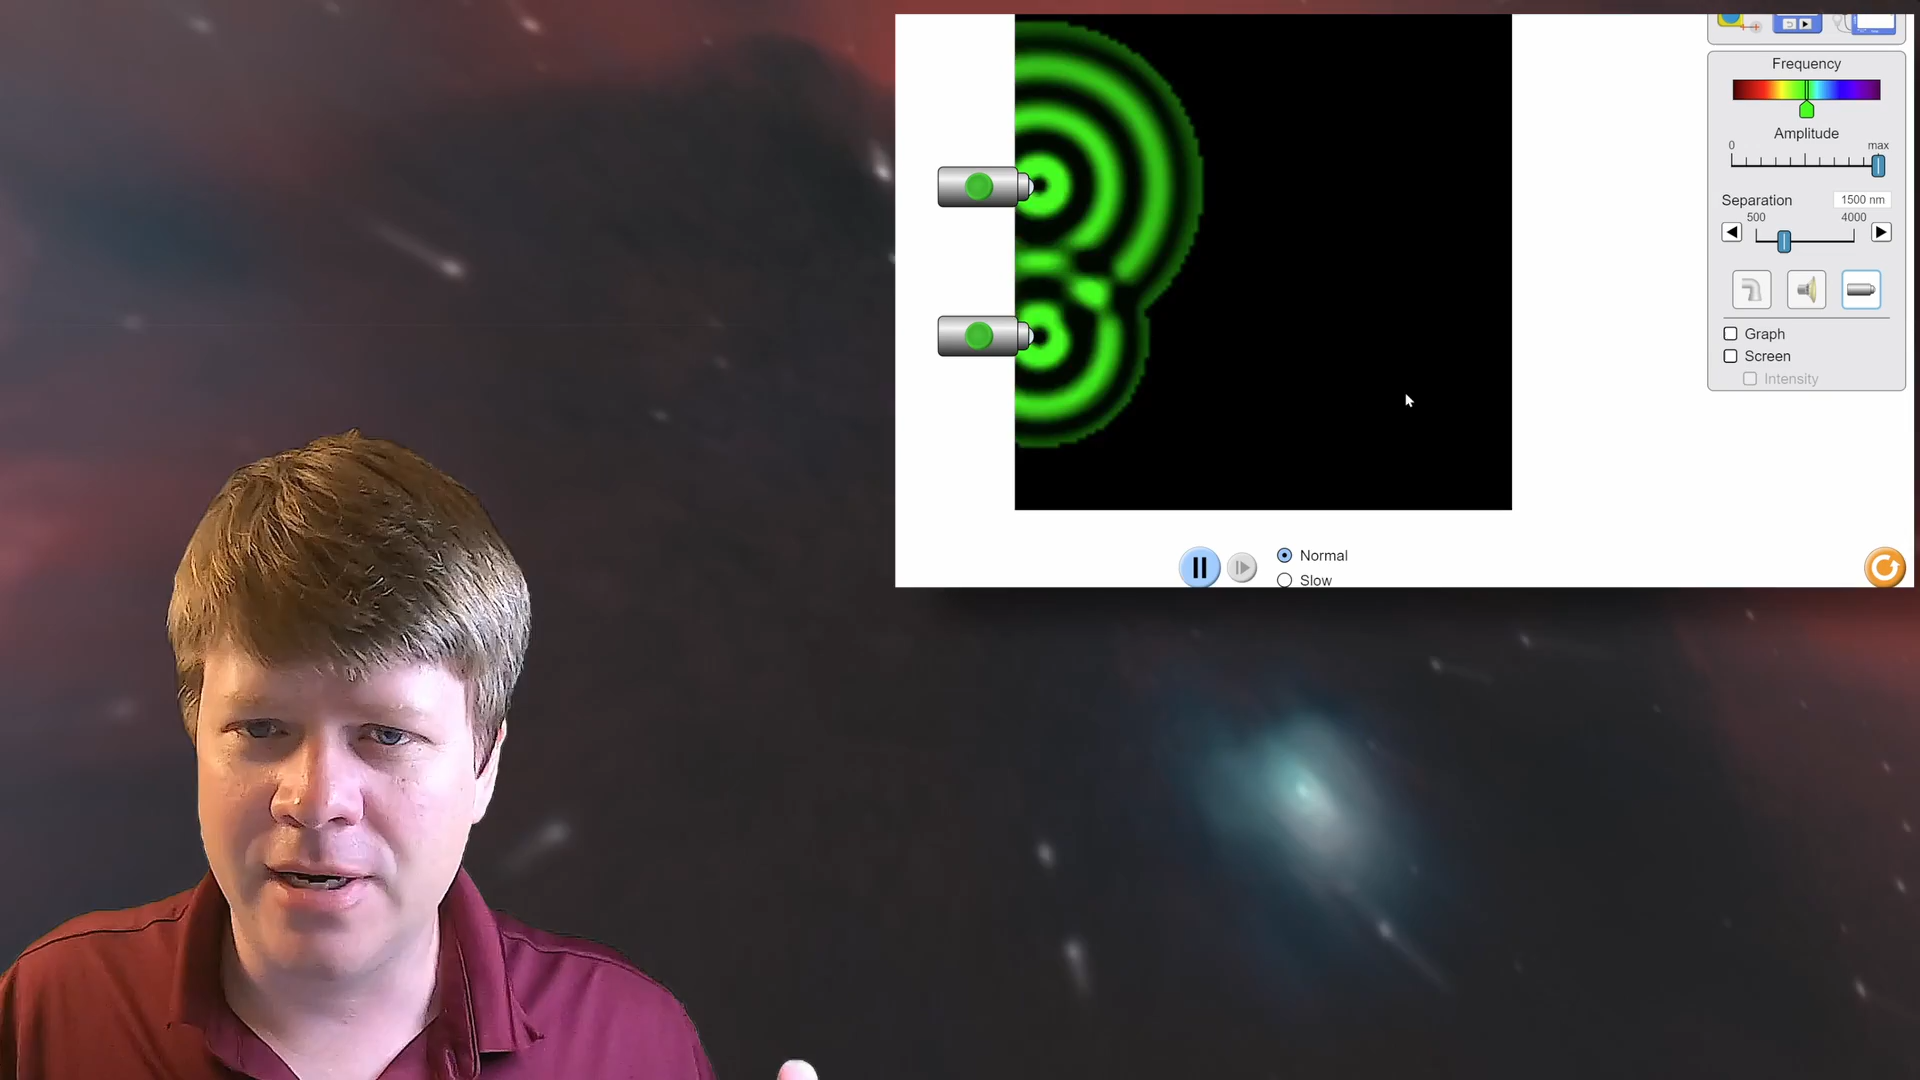 Frequency
Amplitude
0 max
Separation 1500 nm
500 4000
Graph
Screen
Intensity
Normal
Slow